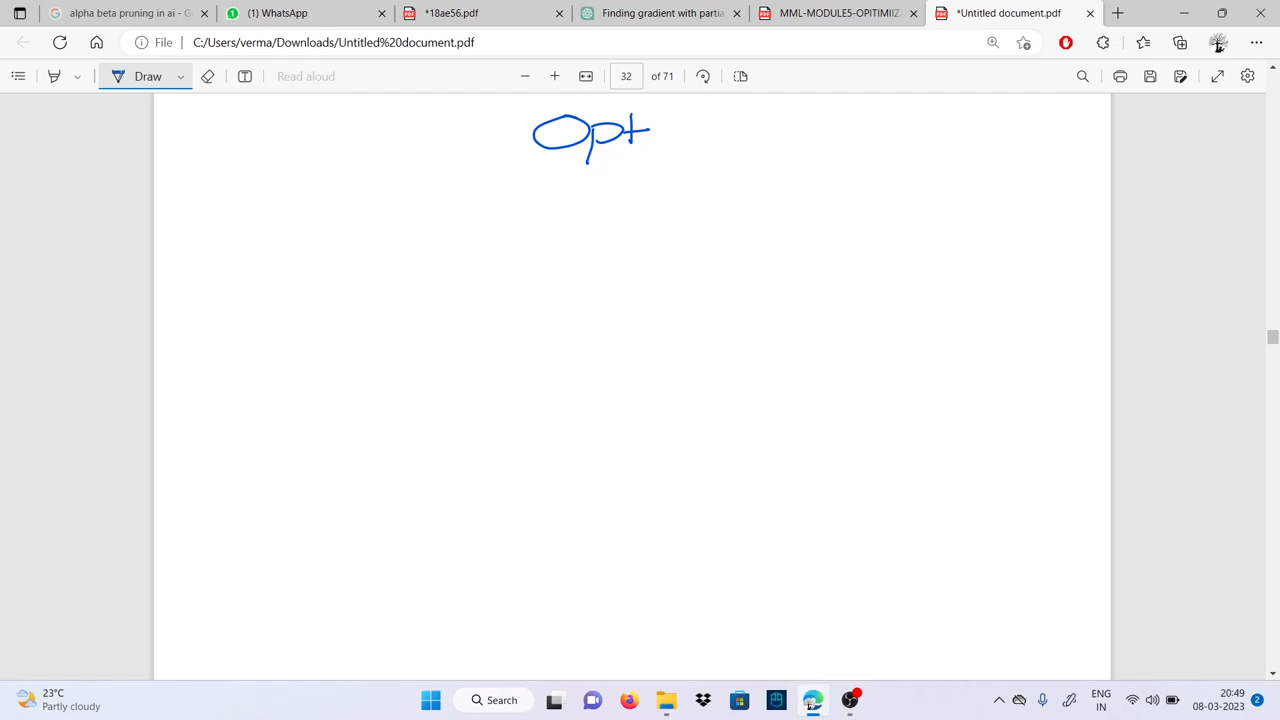 alpha beta pruning in ai - G
(1) WhatsApp
*18ae56.pdf
Finding gradient with partia
MML-MODULE5-OPITIMIIZA
*Untitled document.pdf
File
C:/Users/verma/Downloads/Untitled%20document.pdf
Draw
Read aloud
32
of 71
Opt
23°C
Partly Cloudy
Search
ENG
IN
20:49
08-03-2023
2